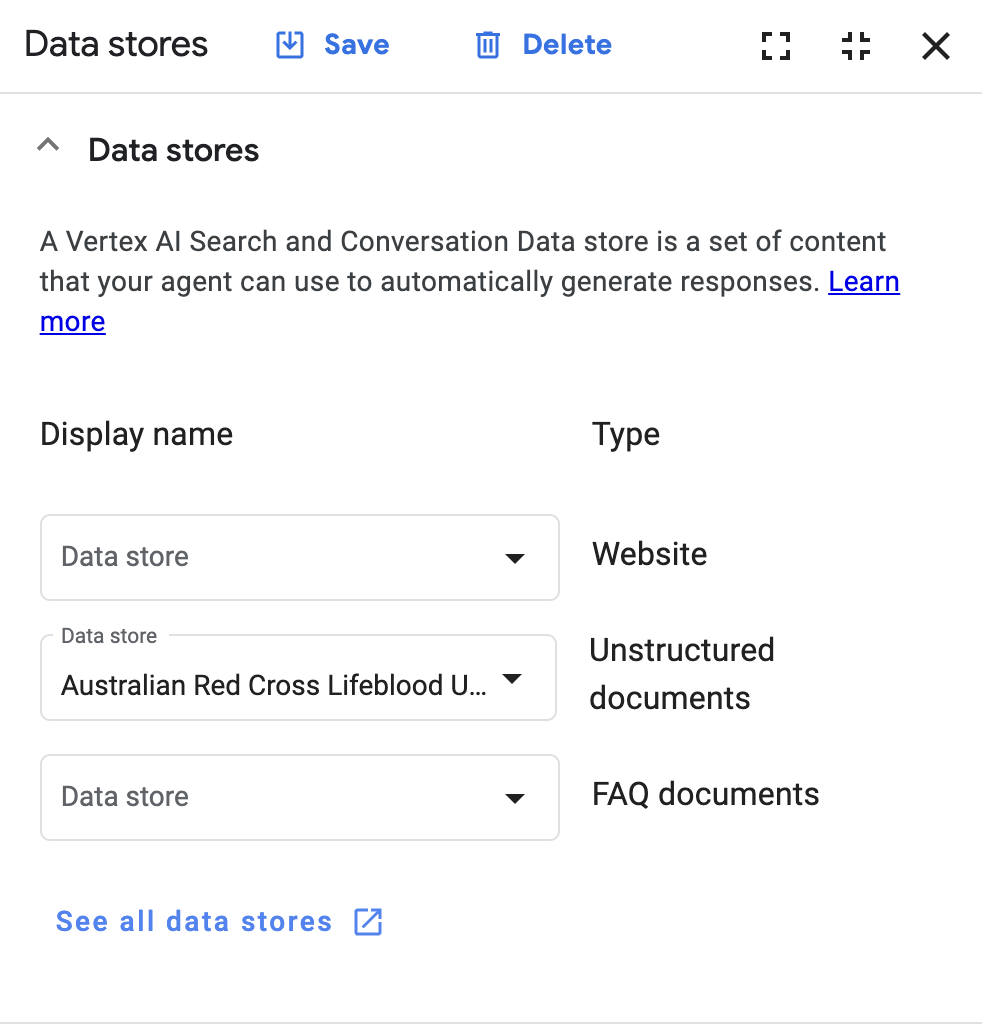 Data stores Save Delete
Data stores
A Vertex AI Search and Conversation Data store is a set of content
that your agent can use to automatically generate responses. Learn
more
Display name Type
Data store Website
Data store
Australian Red Cross Lifeblood U... Unstructured
documents
Data store FAQ documents
See all data stores